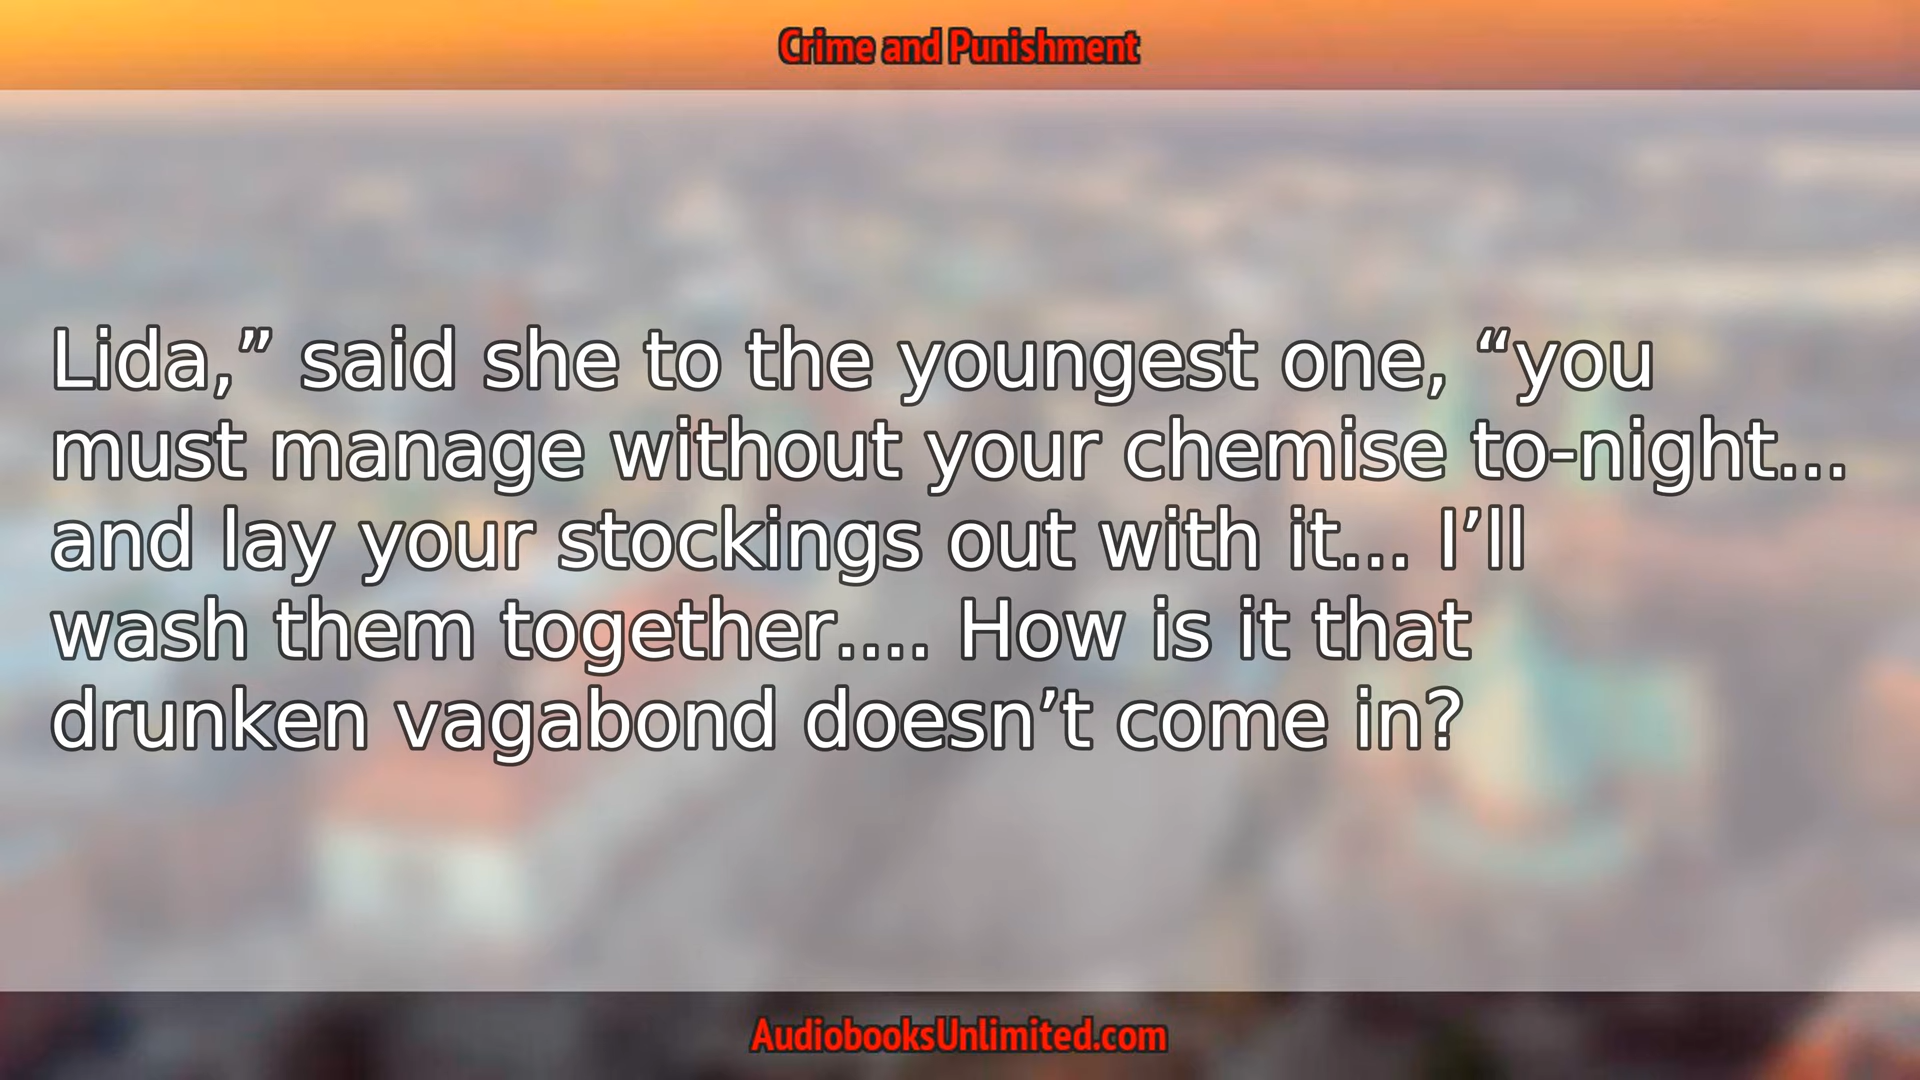 Crime and Punishment
Lida,” said she to the youngest one, “you
must manage without your chemise to-night...
and lay your stockings out with it... I’ll
wash them together.... How is it that
drunken vagabond doesn’t come in?
AudiobooksUnlimited.com